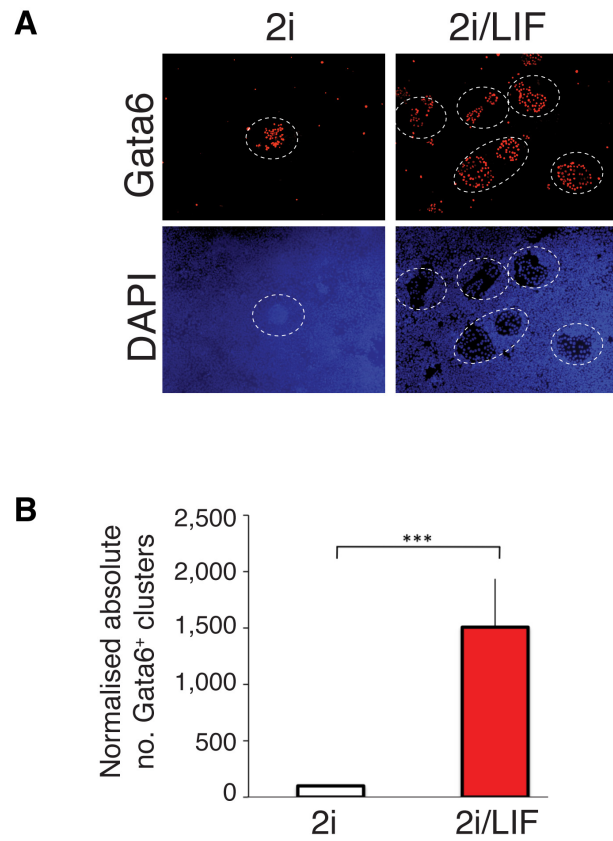 A
2i
2i/LIF
Gata6
DAPI
B
Normalised absolute
no. Gata6⁺ clusters
2,500
2,000
1,500
1,000
500
0
***
2i
2i/LIF